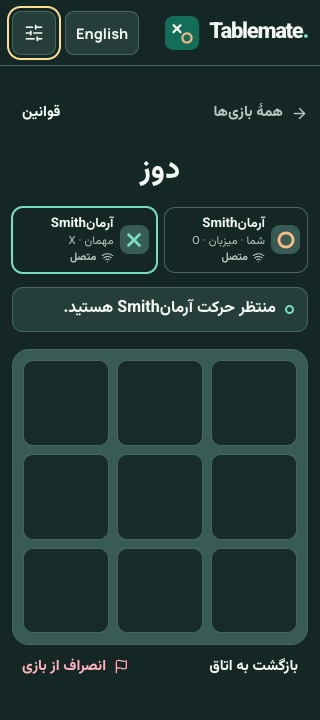 Tablemate.
English
همهٔ بازی‌ها
قوانین
دوز
آرمانSmith
شما · میزبان · O
متصل
آرمانSmith
مهمان · X
متصل
منتظر حرکت آرمانSmith هستید.
بازگشت به اتاق
انصراف از بازی